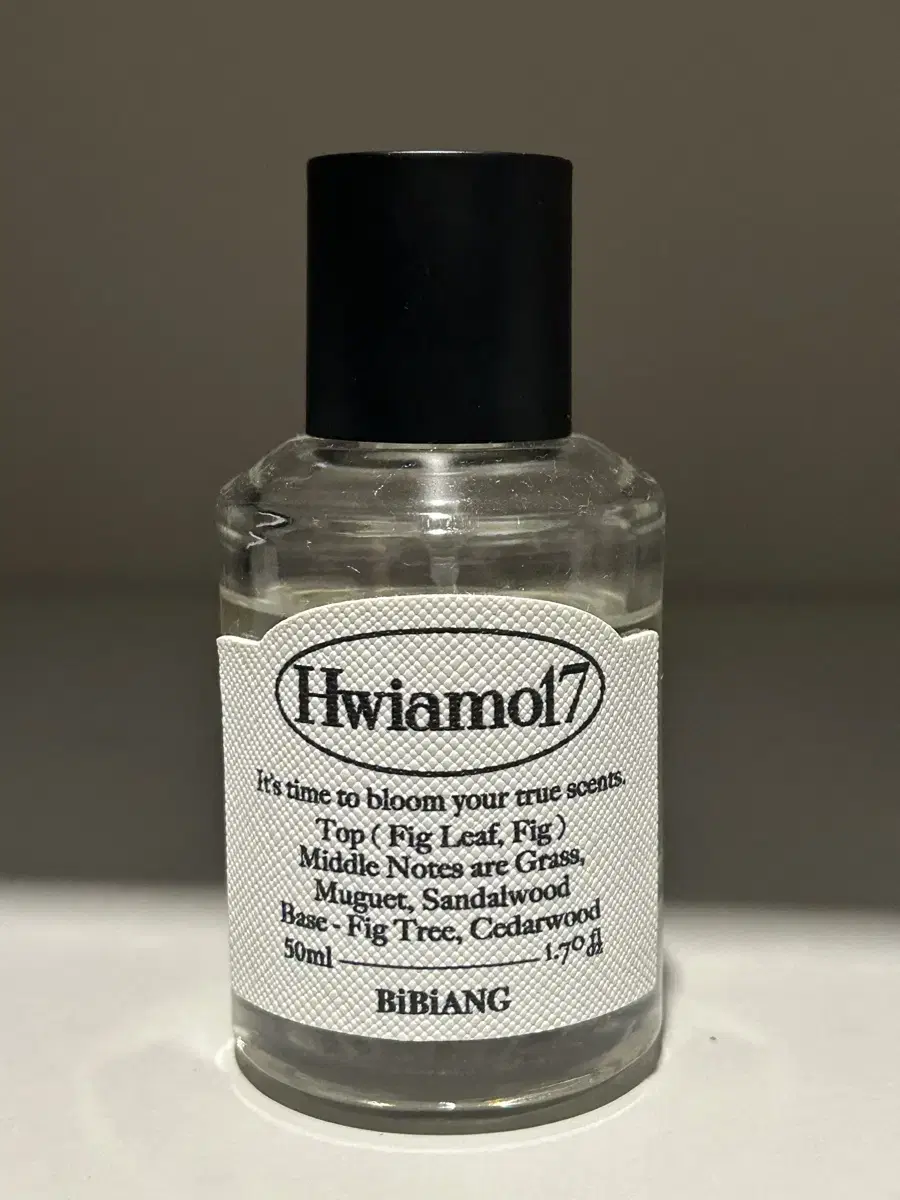 Hwiamo17
It's time to bloom your true scents.
Top ( Fig Leaf, Fig )
Middle Notes are Grass,
Muguet, Sandalwood
Base - Fig Tree, Cedarwood
50ml 1.70 fl oz
BiBiANG